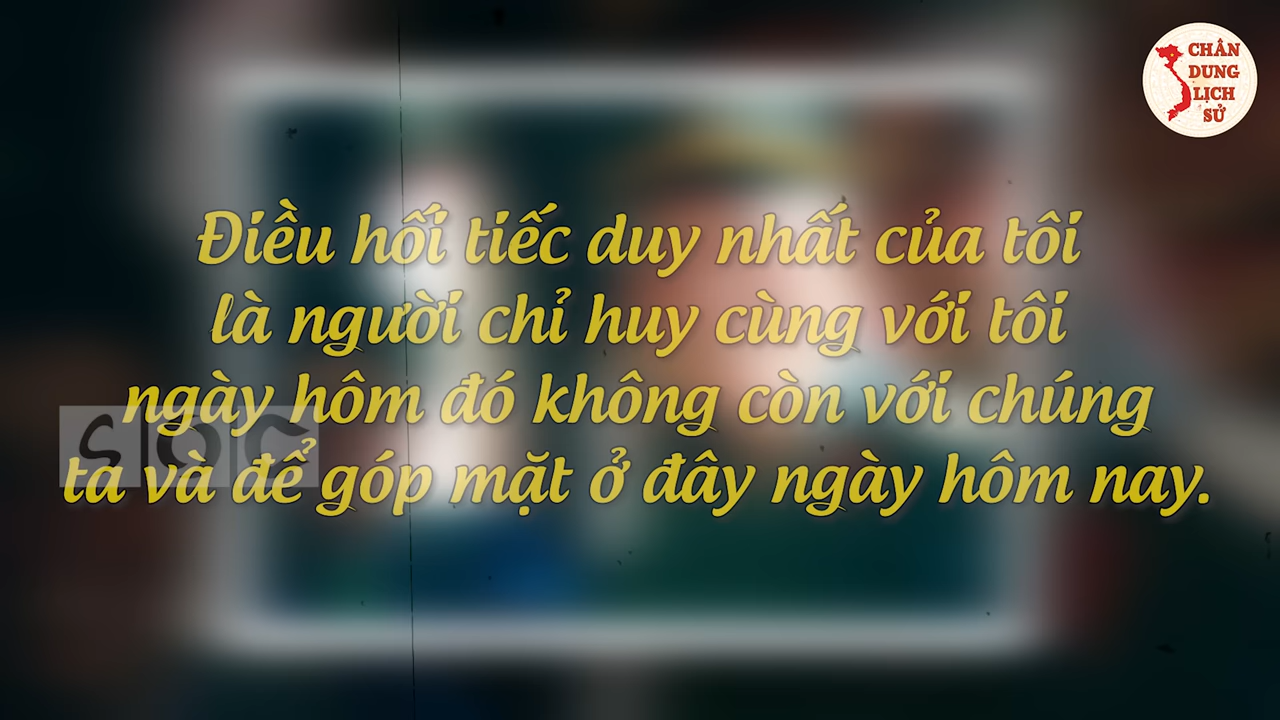 CHÂN
DUNG
LỊCH
SỬ
Điều hối tiếc duy nhất của tôi
là người chỉ huy cùng với tôi
ngày hôm đó không còn với chúng
ta và để góp mặt ở đây ngày hôm nay.